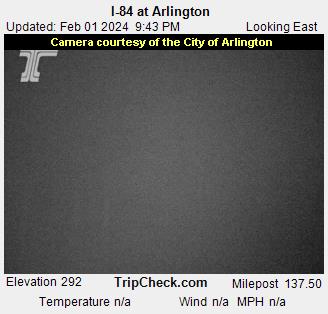 I-84 at Arlington
Updated: Feb 01 2024 9:43 PM Looking East
Camera courtesy of the City of Arlington
Elevation 292 TripCheck.com Milepost 137.50
Temperature n/a Wind n/a MPH n/a